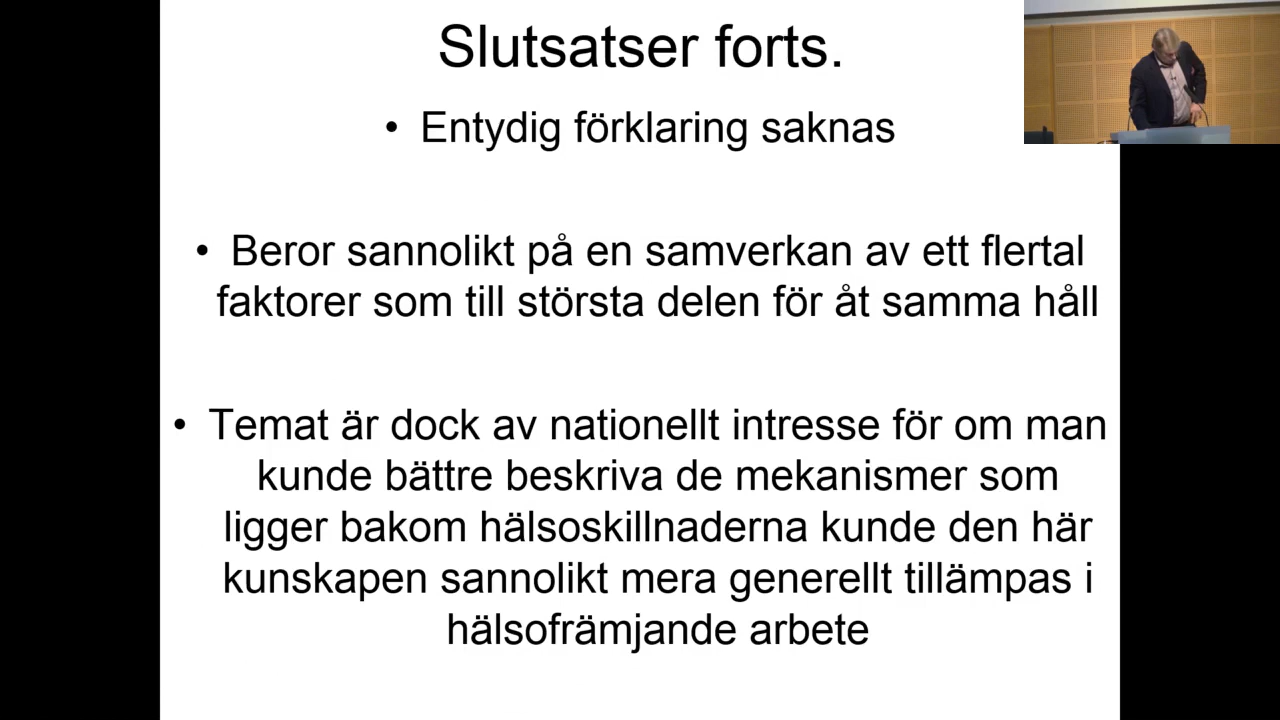 Slutsatser forts.
• Entydig förklaring saknas
• Beror sannolikt på en samverkan av ett flertal
faktorer som till största delen för åt samma håll
• Temat är dock av nationellt intresse för om man
kunde bättre beskriva de mekanismer som
ligger bakom hälsoskillnaderna kunde den här
kunskapen sannolikt mera generellt tillämpas i
hälsofrämjande arbete